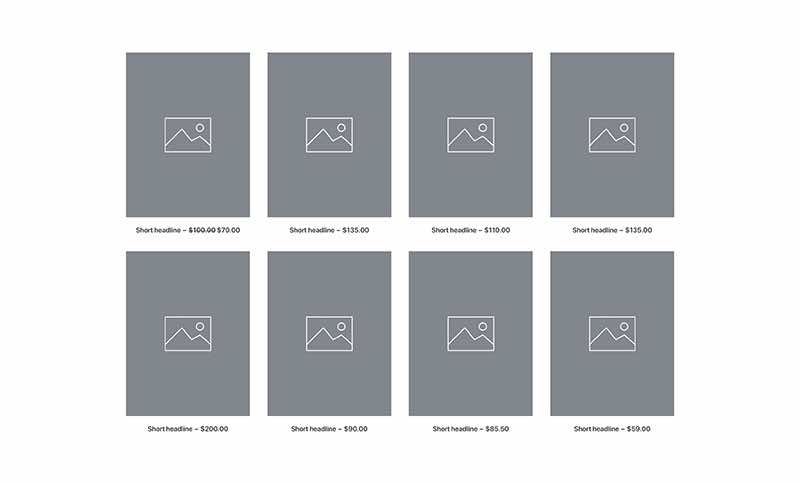 Short headline – $100.00 $70.00
Short headline – $135.00
Short headline – $110.00
Short headline – $135.00
Short headline – $200.00
Short headline – $90.00
Short headline – $85.50
Short headline – $59.00